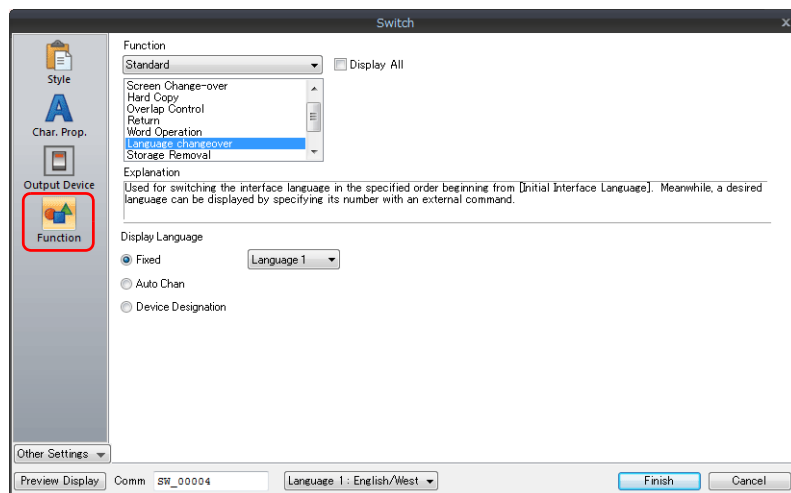 Switch
x
Style
Char. Prop.
Output Device
Function
Other Settings
Function
Standard
Display All
Screen Change-over
Hard Copy
Overlap Control
Return
Word Operation
Language changeover
Storage Removal
Explanation
Used for switching the interface language in the specified order beginning from [Initial Interface Language]. Meanwhile, a desired
language can be displayed by specifying its number with an external command.
Display Language
Fixed Language 1
Auto Chan
Device Designation
Preview Display Comm SW_00004 Language 1 : English/West Finish Cancel